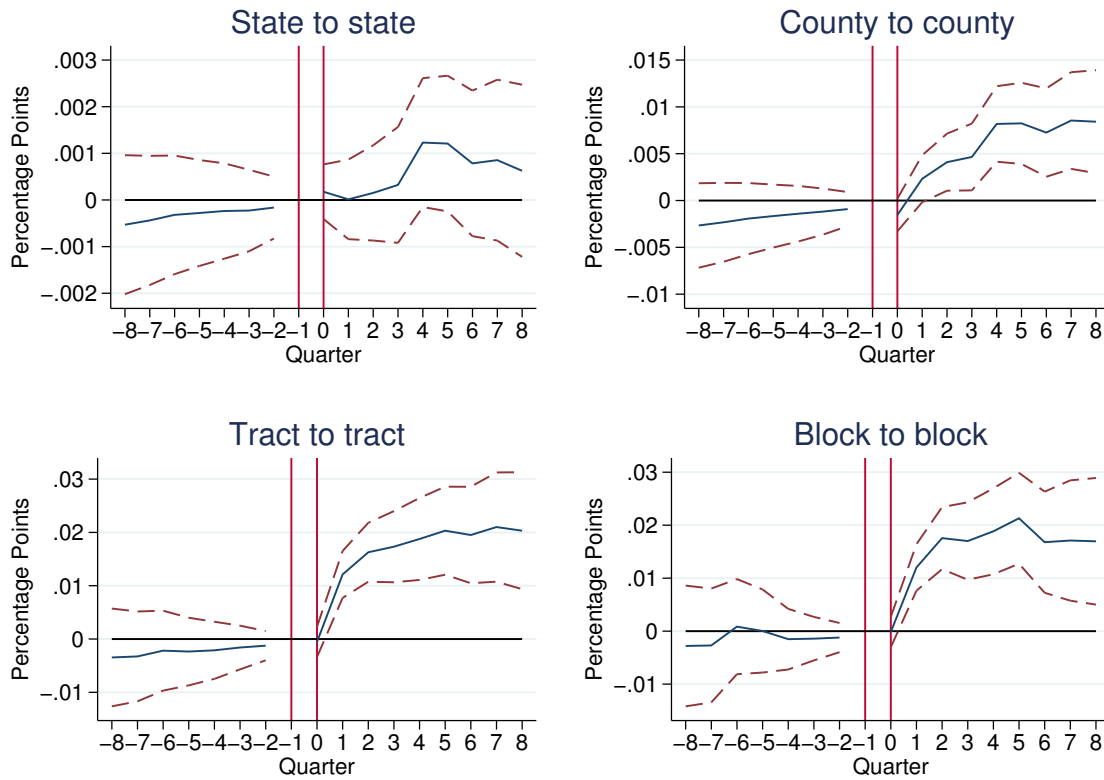 State to state
Percentage Points
.003
.002
.001
0
−.001
−.002
−8−7−6−5−4−3−2−1 0 1 2 3 4 5 6 7 8
Quarter
County to county
Percentage Points
.015
.01
.005
0
−.005
−.01
−8−7−6−5−4−3−2−1 0 1 2 3 4 5 6 7 8
Quarter
Tract to tract
Percentage Points
.03
.02
.01
0
−.01
−8−7−6−5−4−3−2−1 0 1 2 3 4 5 6 7 8
Quarter
Block to block
Percentage Points
.03
.02
.01
0
−.01
−8−7−6−5−4−3−2−1 0 1 2 3 4 5 6 7 8
Quarter